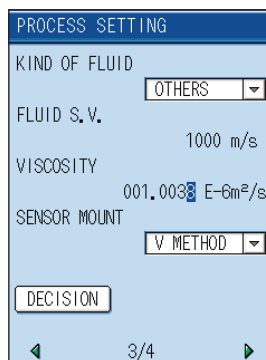 PROCESS SETTING
KIND OF FLUID
OTHERS
FLUID S.V.
1000 m/s
VISCOSITY
001.0038 E-6m²/s
SENSOR MOUNT
V METHOD
DECISION
3/4